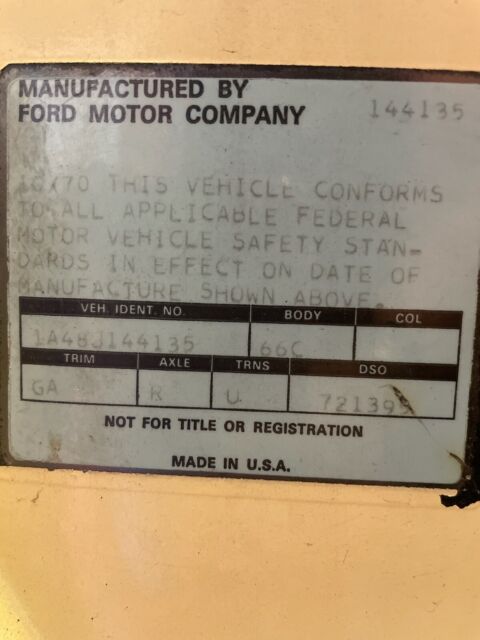 MANUFACTURED BY
FORD MOTOR COMPANY 144135
10/70 THIS VEHICLE CONFORMS
TO ALL APPLICABLE FEDERAL
MOTOR VEHICLE SAFETY STAN-
DARDS IN EFFECT ON DATE OF
MANUFACTURE SHOWN ABOVE.
VEH. IDENT. NO. BODY COL
1A48J144135 66C
TRIM AXLE TRNS DSO
GA R U 721395
NOT FOR TITLE OR REGISTRATION
MADE IN U.S.A.